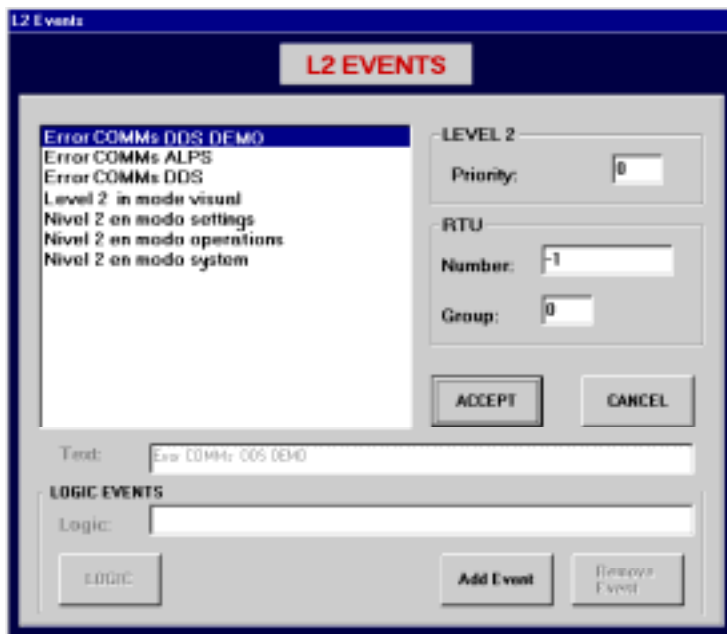 L2 Events
L2 EVENTS
Error COMMs DDS DEMO
Error COMMs ALPS
Error COMMs DDS
Level 2 in mode visual
Nivel 2 en modo settings
Nivel 2 en modo operations
Nivel 2 en modo system
LEVEL 2
Priority: 0
RTU
Number: -1
Group: 0
ACCEPT CANCEL
Text: Error COMMs DDS DEMO
LOGIC EVENTS
Logic:
LOGIC Add Event Remove Event